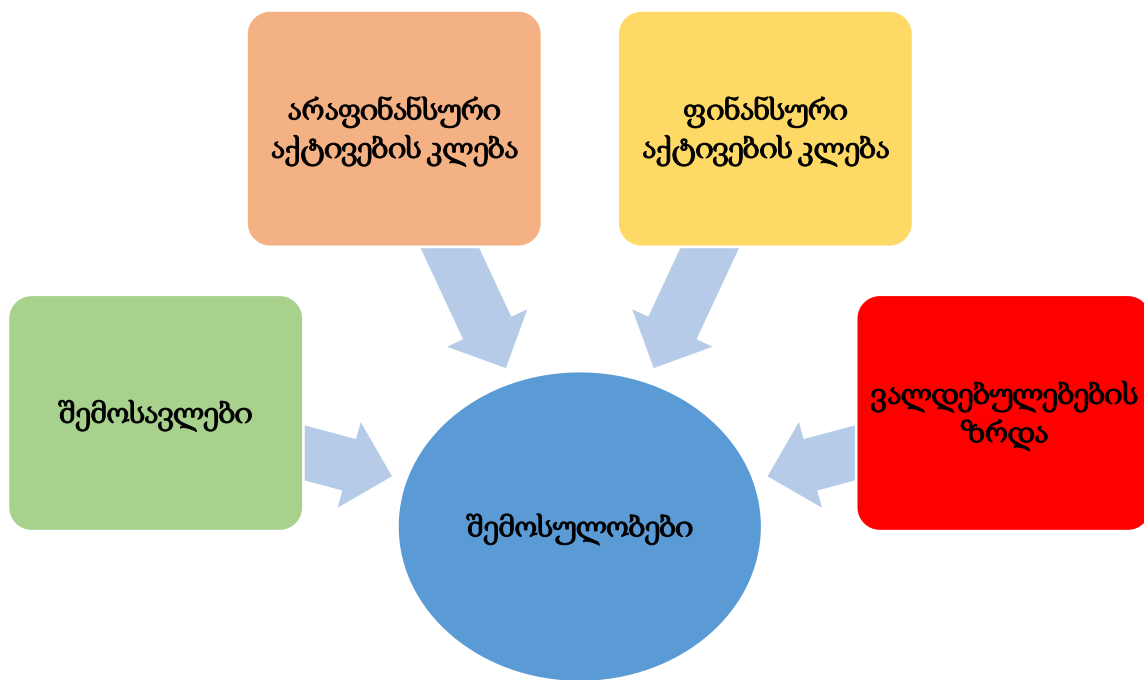 არაფინანსური
აქტივების კლება
ფინანსური
აქტივების კლება
შემოსავლები
ვალდებულებების
ზრდა
შემოსულობები